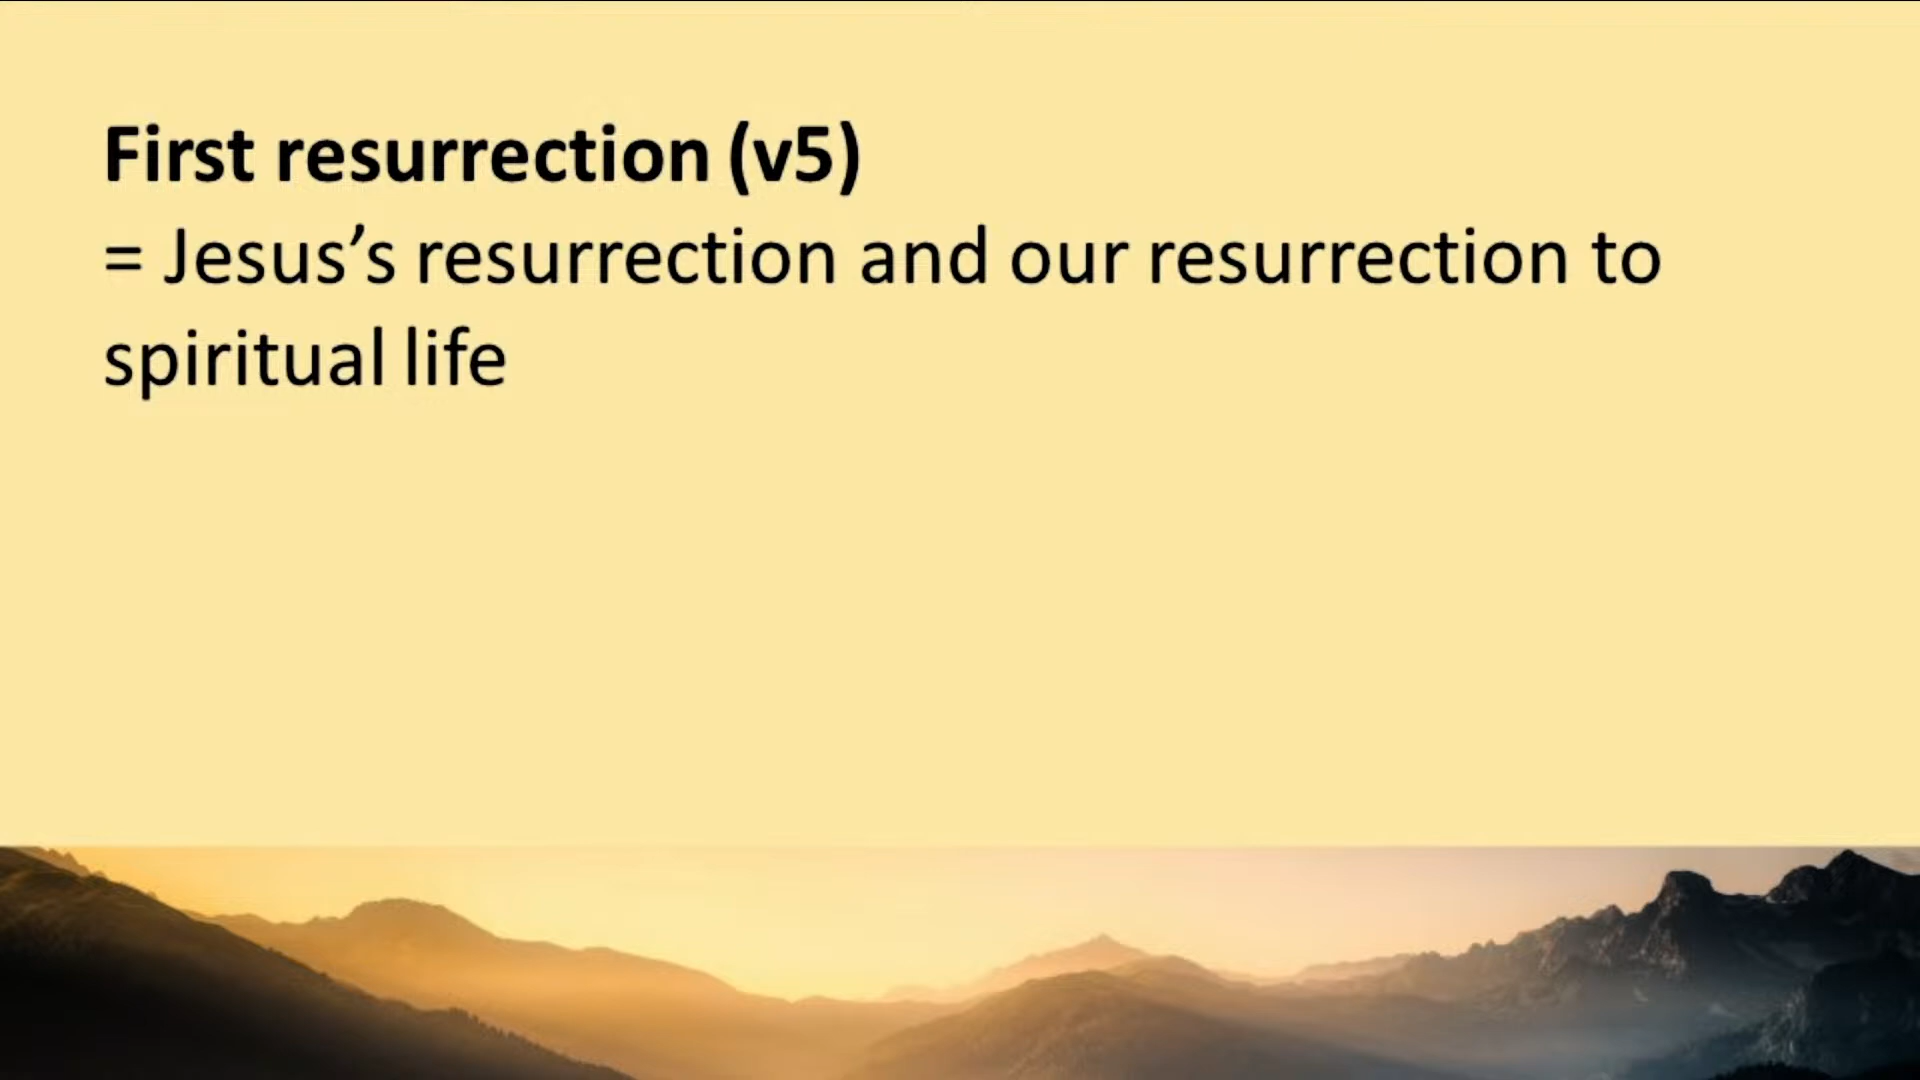 First resurrection (v5)
= Jesus’s resurrection and our resurrection to
spiritual life